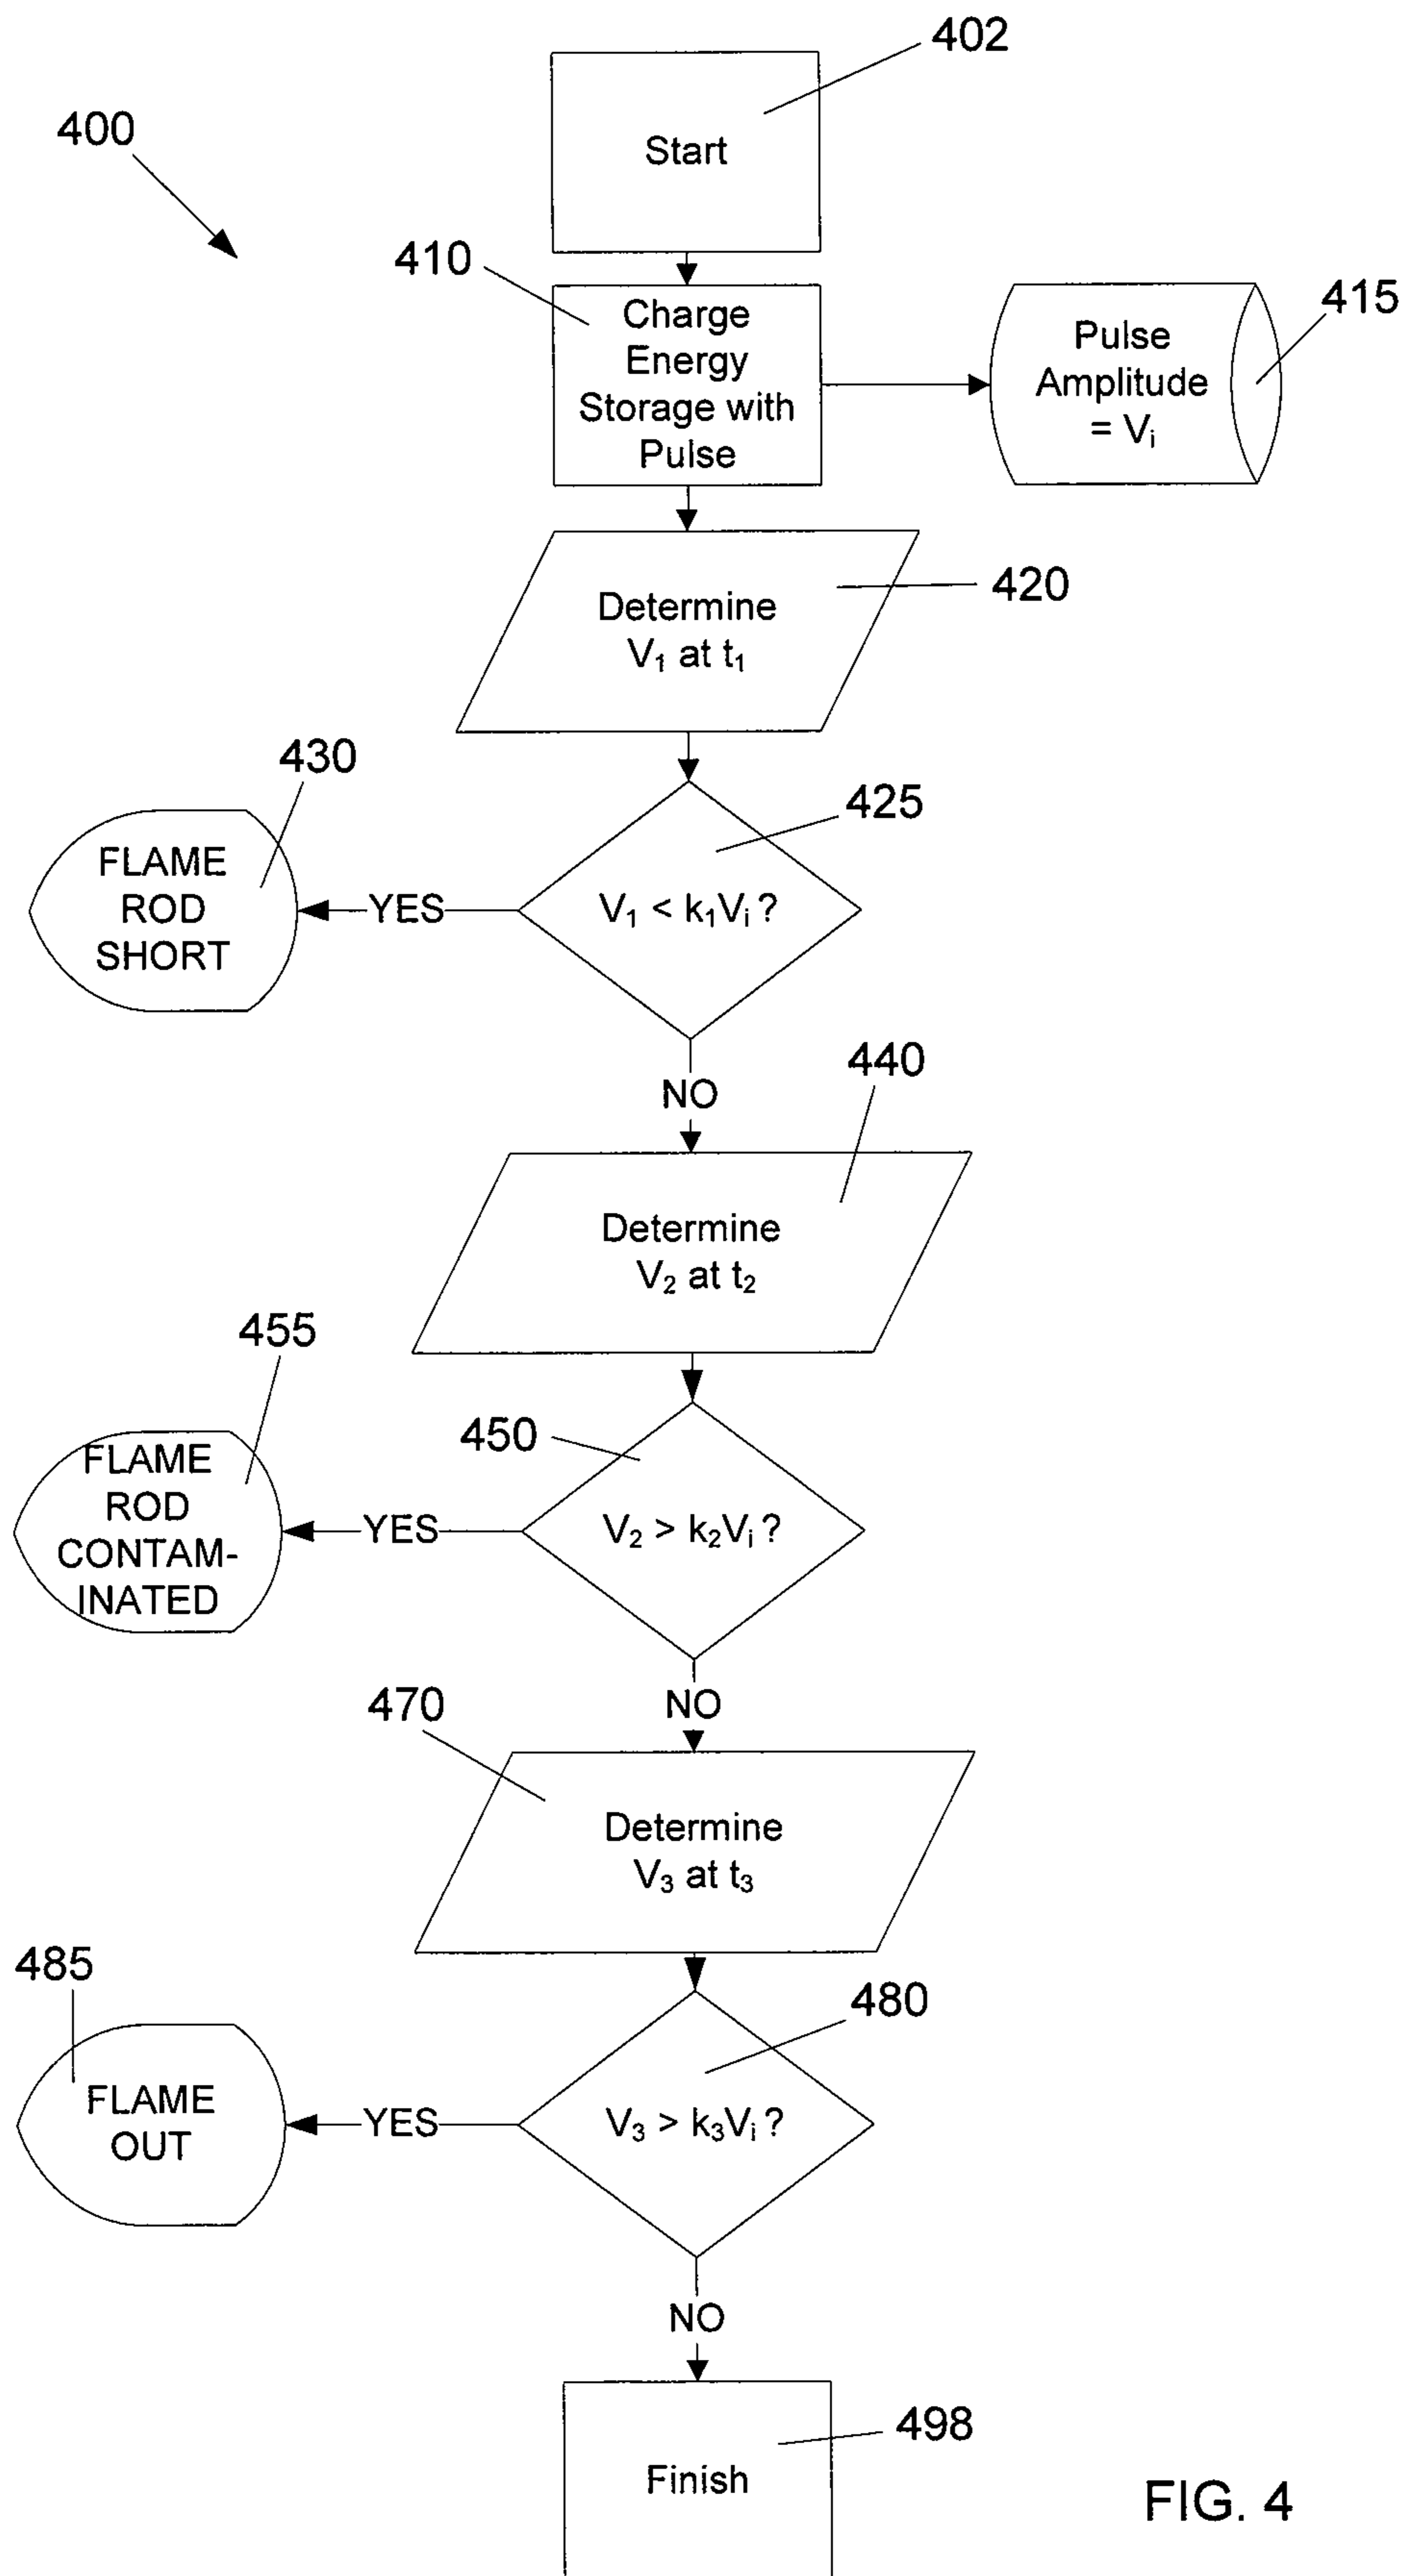 402
400
Start
410
Charge
Energy
Storage with
Pulse
415
Pulse
Amplitude
= Vᵢ
420
Determine
V₁ at t₁
430
425
FLAME
ROD
SHORT
YES
V₁ < k₁Vᵢ ?
NO
440
Determine
V₂ at t₂
455
450
FLAME
ROD
CONTAM-
INATED
YES
V₂ > k₂Vᵢ ?
NO
470
Determine
V₃ at t₃
485
480
FLAME
OUT
YES
V₃ > k₃Vᵢ ?
NO
498
Finish
FIG. 4